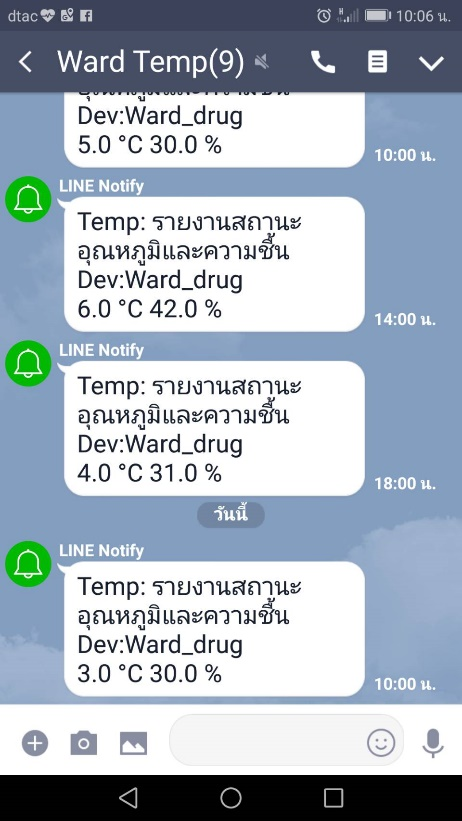 dtac
10:06 น.
Ward Temp(9)
Dev:Ward_drug
5.0 °C 30.0 %
10:00 น.
LINE Notify
Temp: รายงานสถานะ
อุณหภูมิและความชื้น
Dev:Ward_drug
6.0 °C 42.0 %
14:00 น.
LINE Notify
Temp: รายงานสถานะ
อุณหภูมิและความชื้น
Dev:Ward_drug
4.0 °C 31.0 %
18:00 น.
วันนี้
LINE Notify
Temp: รายงานสถานะ
อุณหภูมิและความชื้น
Dev:Ward_drug
3.0 °C 30.0 %
10:00 น.